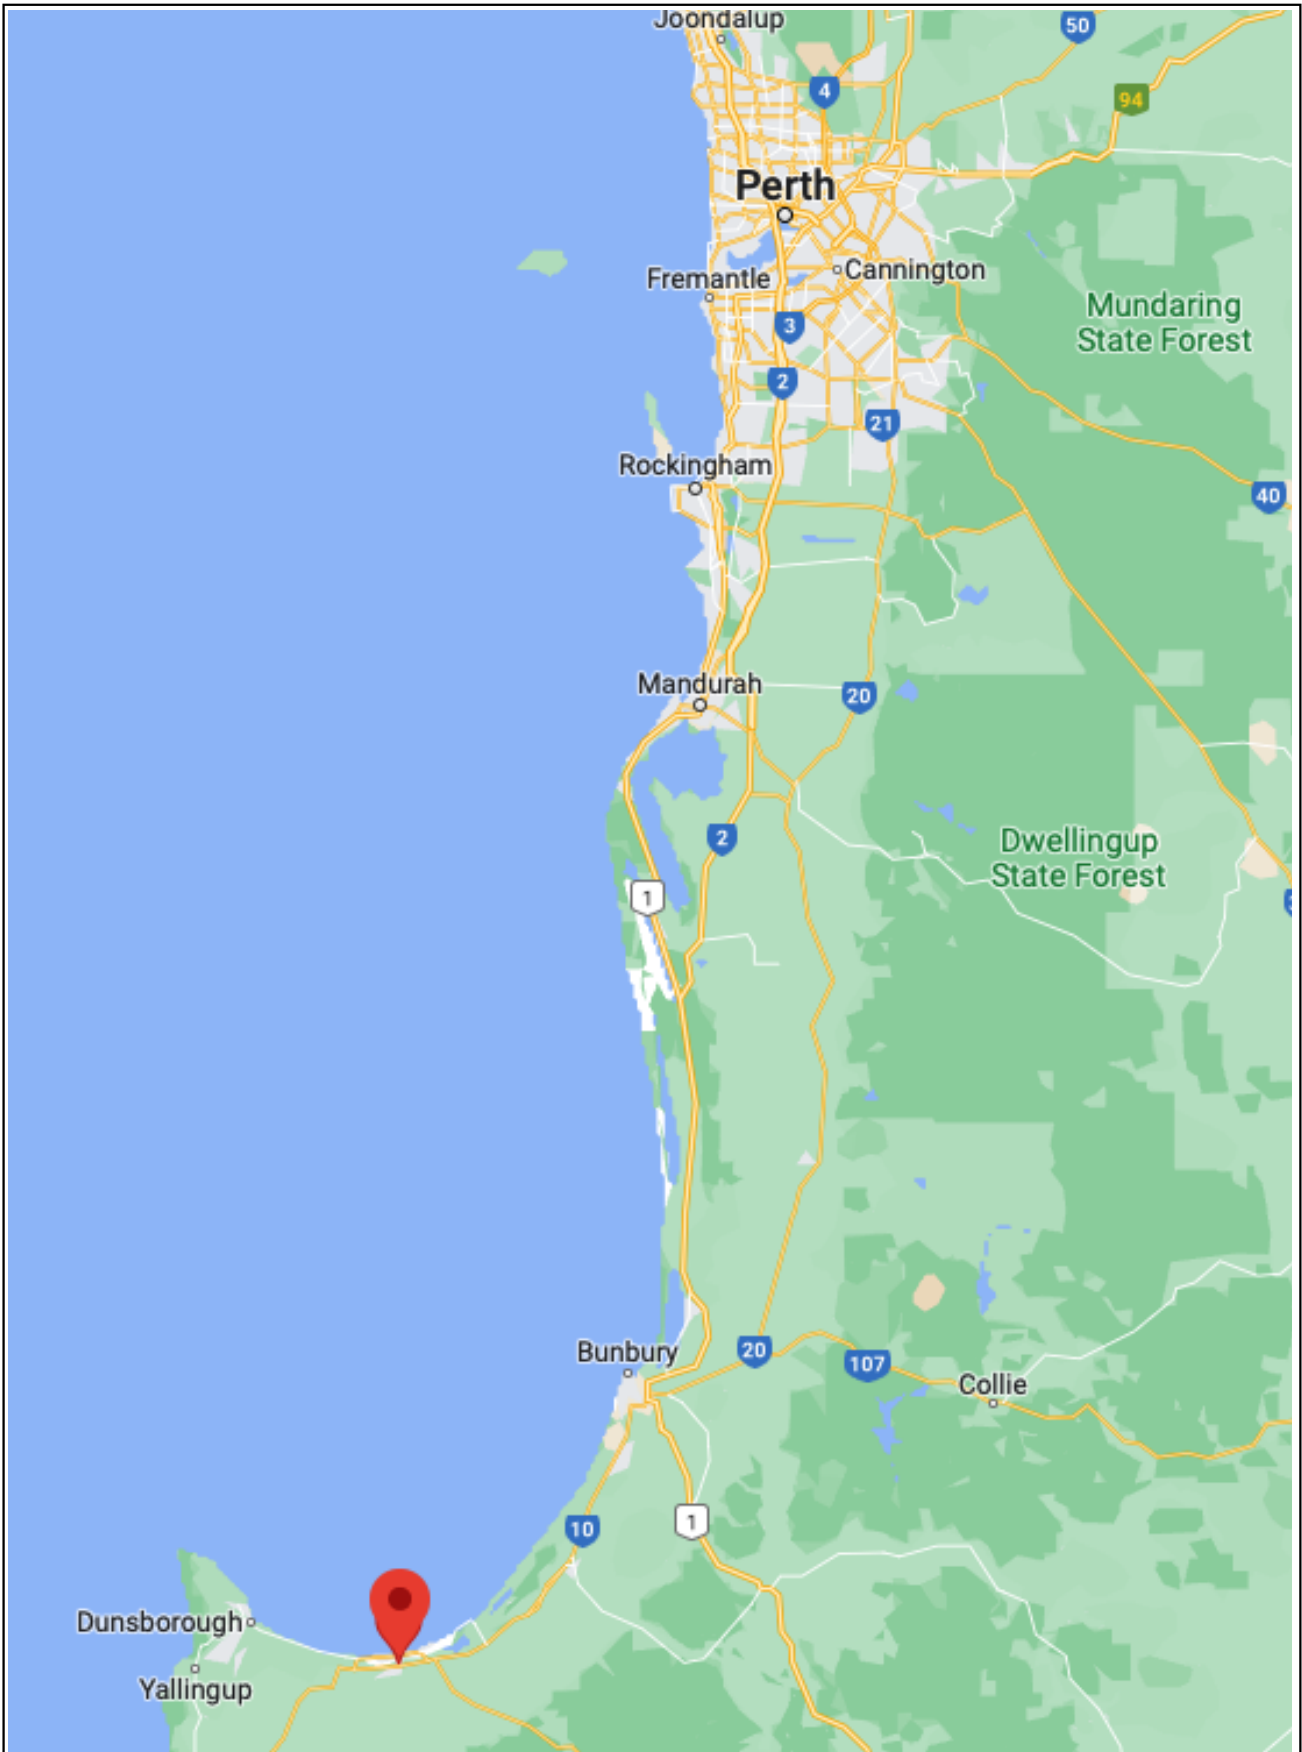 Joondalup
50
4
94
Perth
Fremantle
Cannington
3
Mundaring
State Forest
2
21
Rockingham
40
Mandurah
20
2
Dwellingup
State Forest
1
Bunbury
20
107
Collie
1
10
Dunsborough
Yallingup